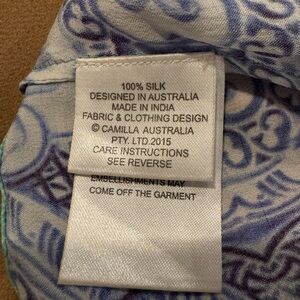 100% SILK
DESIGNED IN AUSTRALIA
MADE IN INDIA
FABRIC & CLOTHING DESIGN
© CAMILLA AUSTRALIA
PTY. LTD.2015
CARE INSTRUCTIONS
SEE REVERSE
EMBELLISHMENTS MAY
COME OFF THE GARMENT